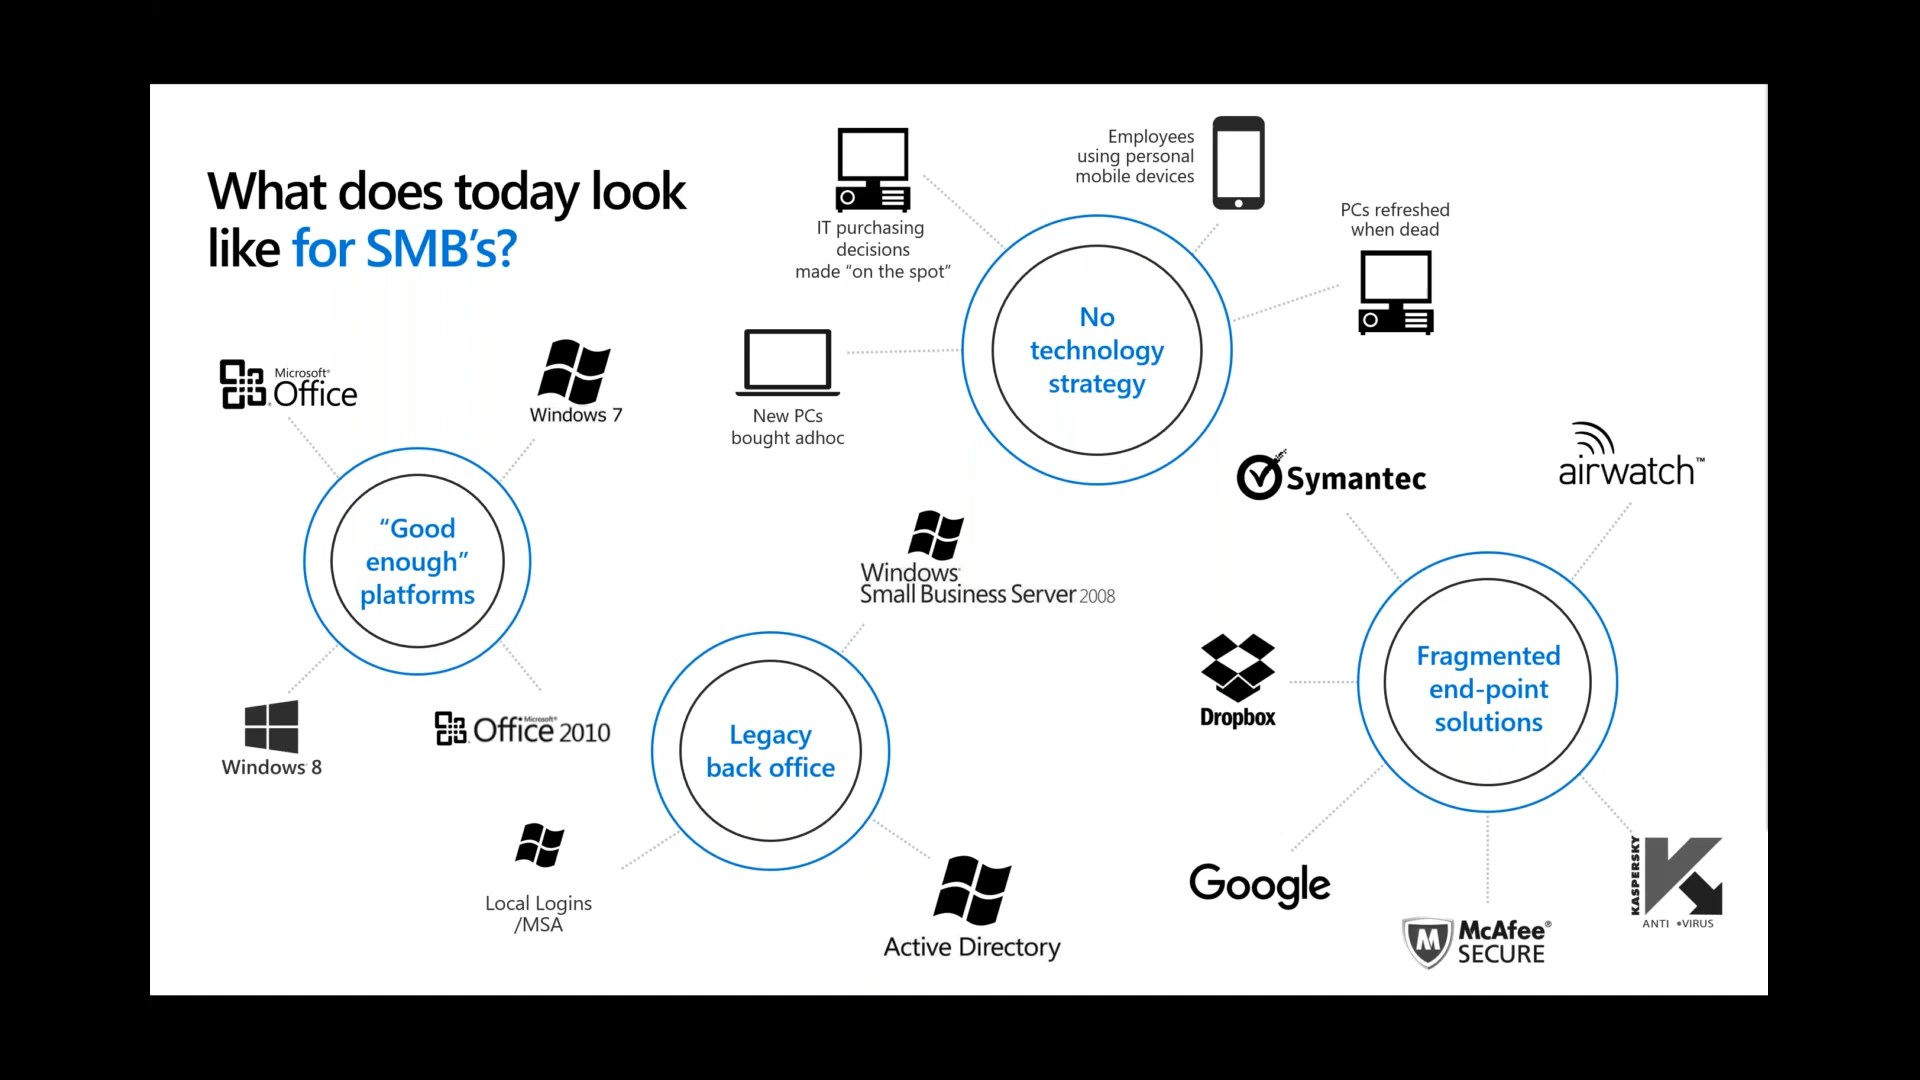 What does today look
like for SMB's?
IT purchasing
decisions
made “on the spot”
Employees
using personal
mobile devices
PCs refreshed
when dead
New PCs
bought adhoc
No
technology
strategy
Microsoft®
Office
Windows 7
“Good
enough”
platforms
Windows 8
Microsoft®
Office 2010
Windows
Small Business Server 2008
Legacy
back office
Local Logins
/MSA
Active Directory
Symantec
airwatch™
Dropbox
Fragmented
end-point
solutions
Google
McAfee®
SECURE
KASPERSKY
ANTI •VIRUS